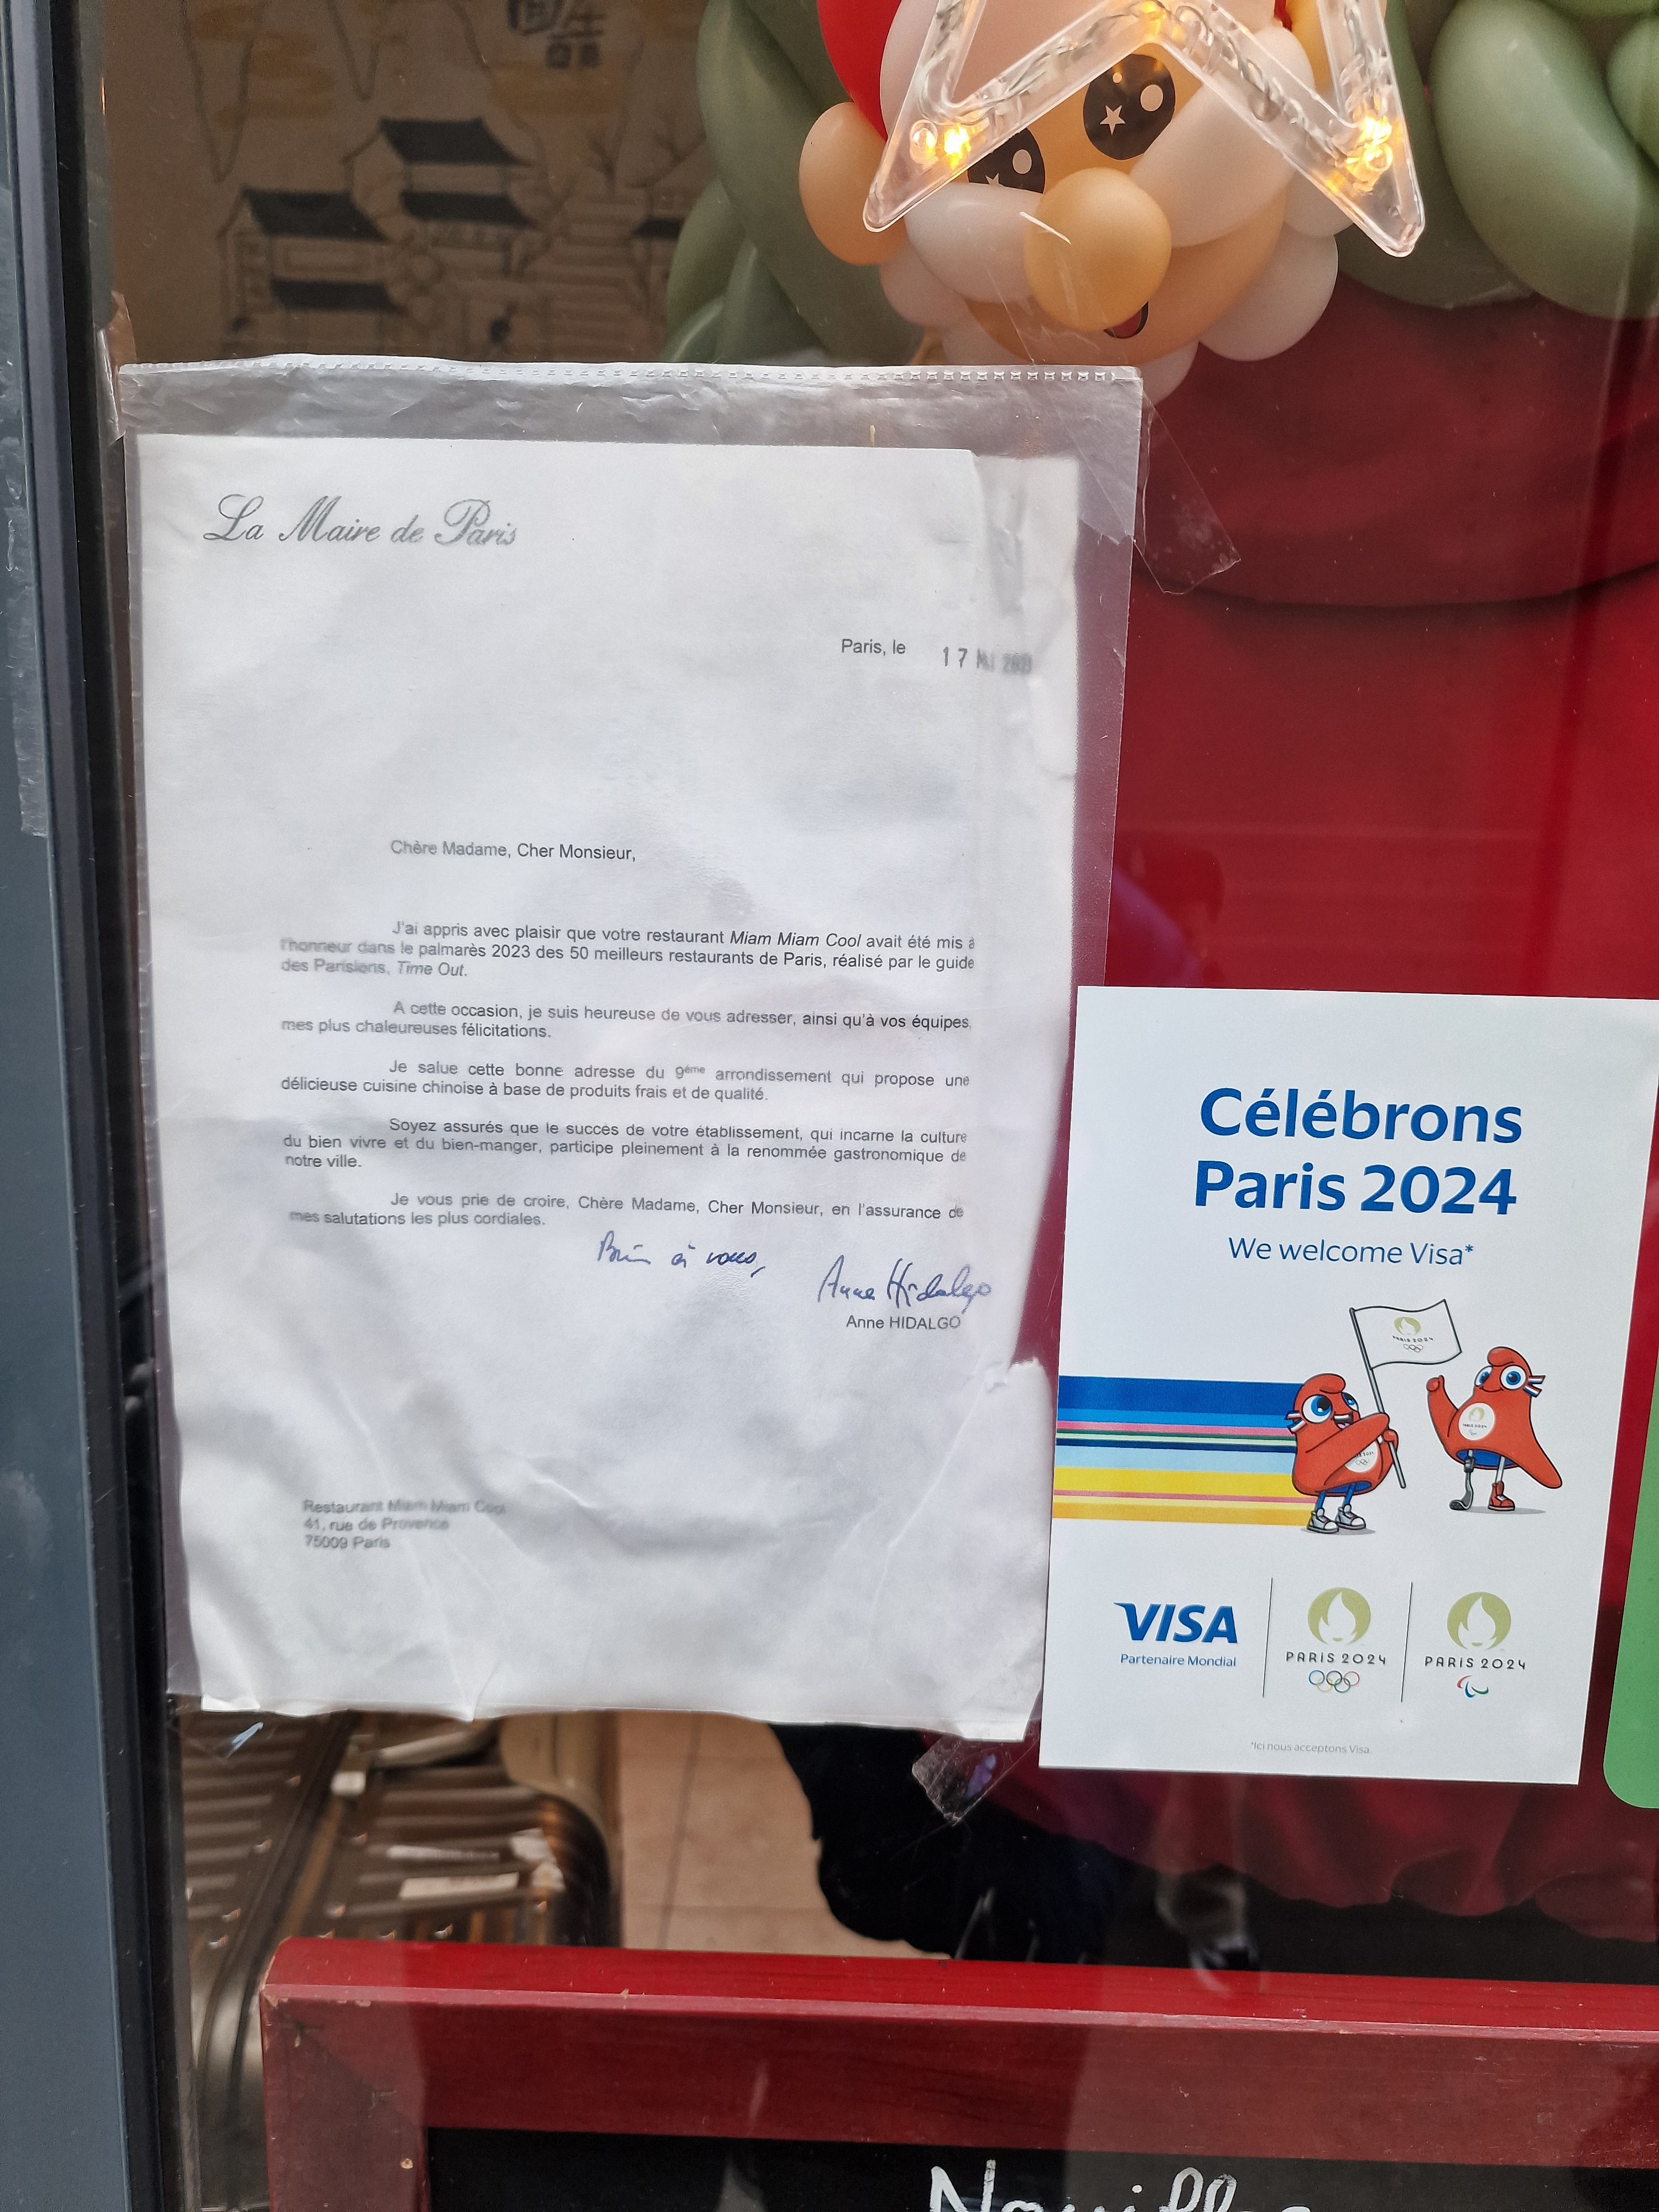 La Maire de Paris
Paris, le 17
Chère Madame, Cher Monsieur,
J'ai appris avec plaisir que votre restaurant Miam Miam Cool avait été mis à
l'honneur dans le palmarès 2023 des 50 meilleurs restaurants de Paris, réalisé par le guide
des Parisiens, Time Out.
A cette occasion, je suis heureuse de vous adresser, ainsi qu'à vos équipes,
mes plus chaleureuses félicitations.
Je salue cette bonne adresse du 9ème arrondissement qui propose une
délicieuse cuisine chinoise à base de produits frais et de qualité.
Soyez assurés que le succès de votre établissement, qui incarne la culture
du bien vivre et du bien-manger, participe pleinement à la renommée gastronomique de
notre ville.
Je vous prie de croire, Chère Madame, Cher Monsieur, en l'assurance de
mes salutations les plus cordiales.
Bien à vous,
Anne Hidalgo
Anne HIDALGO
Restaurant Miam Miam Cool
41, rue de Provence
75009 Paris
Célébrons
Paris 2024
We welcome Visa*
PARIS 2024
VISA
Partenaire Mondial
PARIS 2024
PARIS 2024
*Ici nous acceptons Visa.